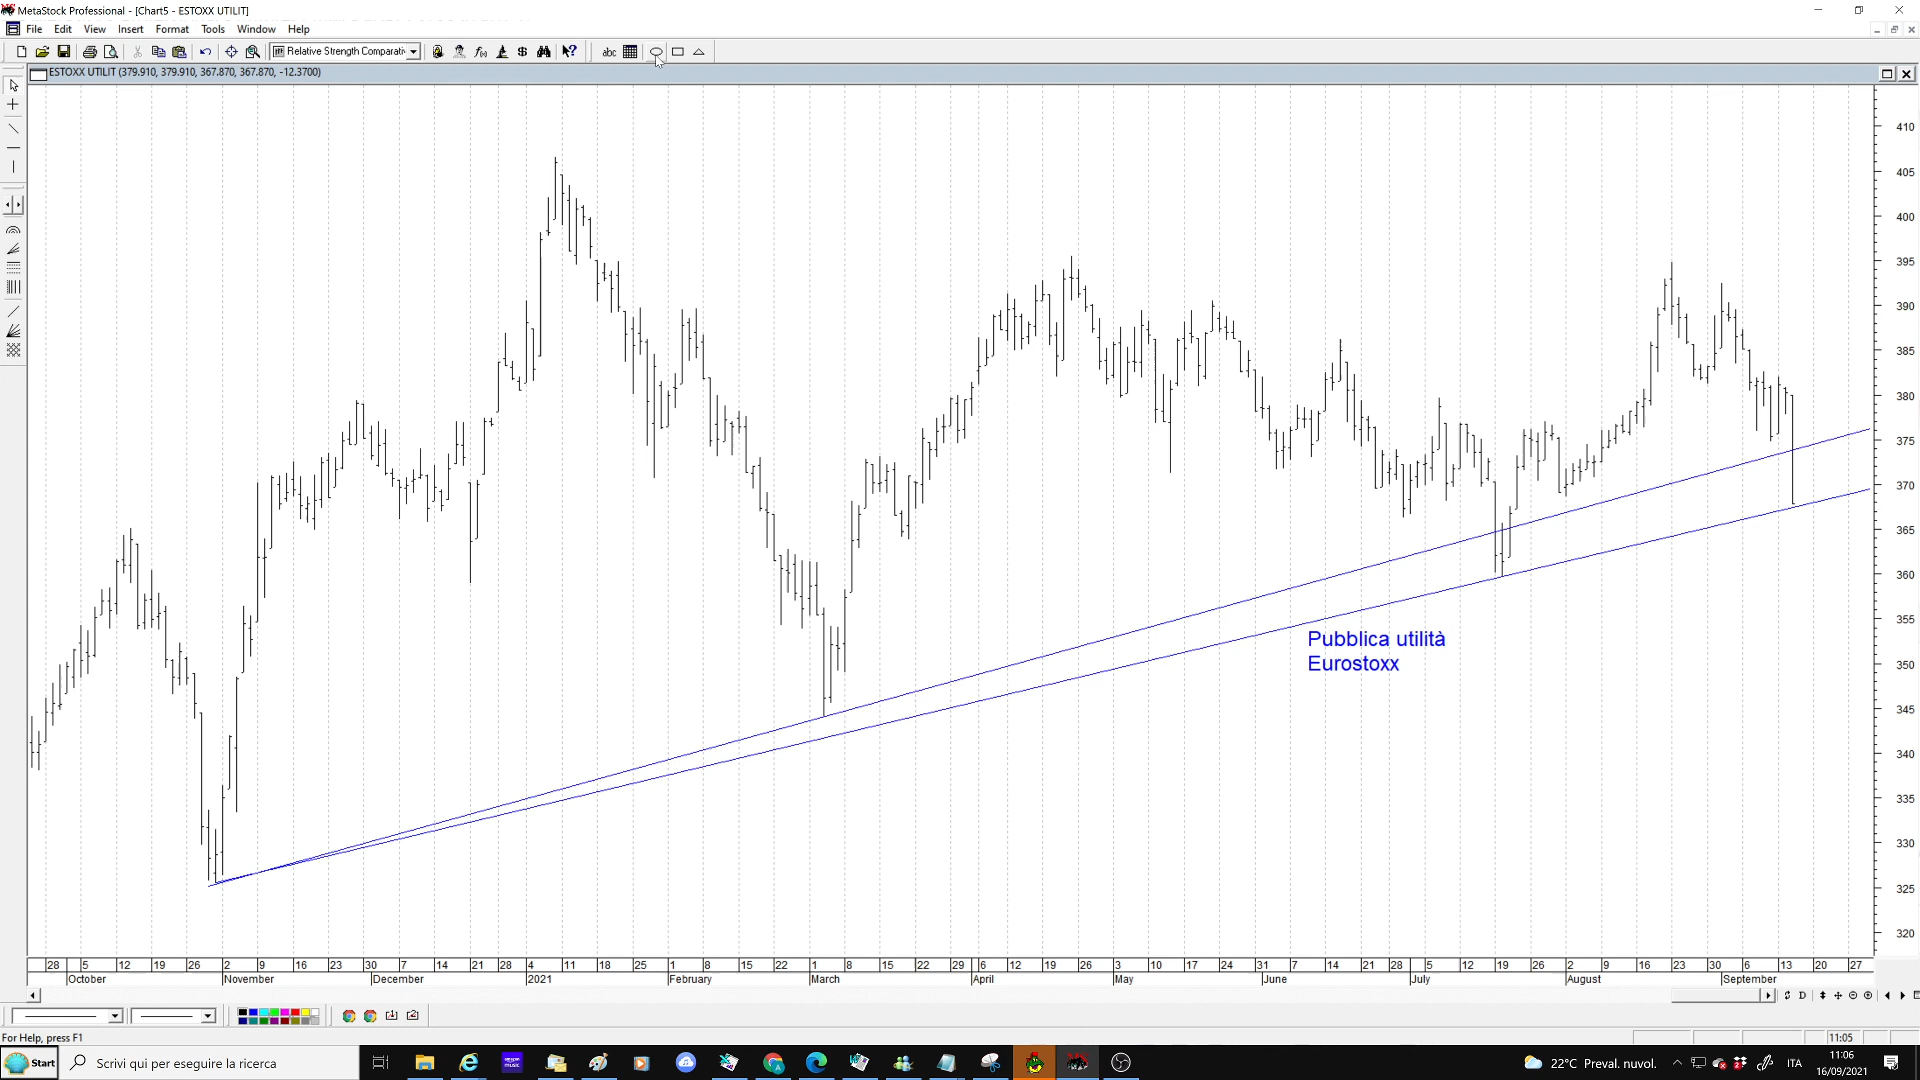 MetaStock Professional - [Chart5 - ESTOXX UTILIT]
File Edit View Insert Format Tools Window Help
Relative Strength Comparati
abc
ESTOXX UTILIT (379.910, 379.910, 367.870, 367.870, -12.3700)
410
405
400
395
390
385
380
375
370
365
360
355
350
345
340
335
330
325
320
Pubblica utilità
Eurostoxx
28 5 12 19 26 2 9 16 23 30 7 14 21 28 4 11 18 25 1 8 15 22 1 8 15 22 29 6 12 19 26 3 10 17 24 31 7 14 21 28 5 12 19 26 2 9 16 23 30 6 13 20 27
October November December 2021 February March April May June July August September
For Help, press F1
11:05
Start
Scrivi qui per eseguire la ricerca
22°C Preval. nuvol.
ITA
11:06
16/09/2021